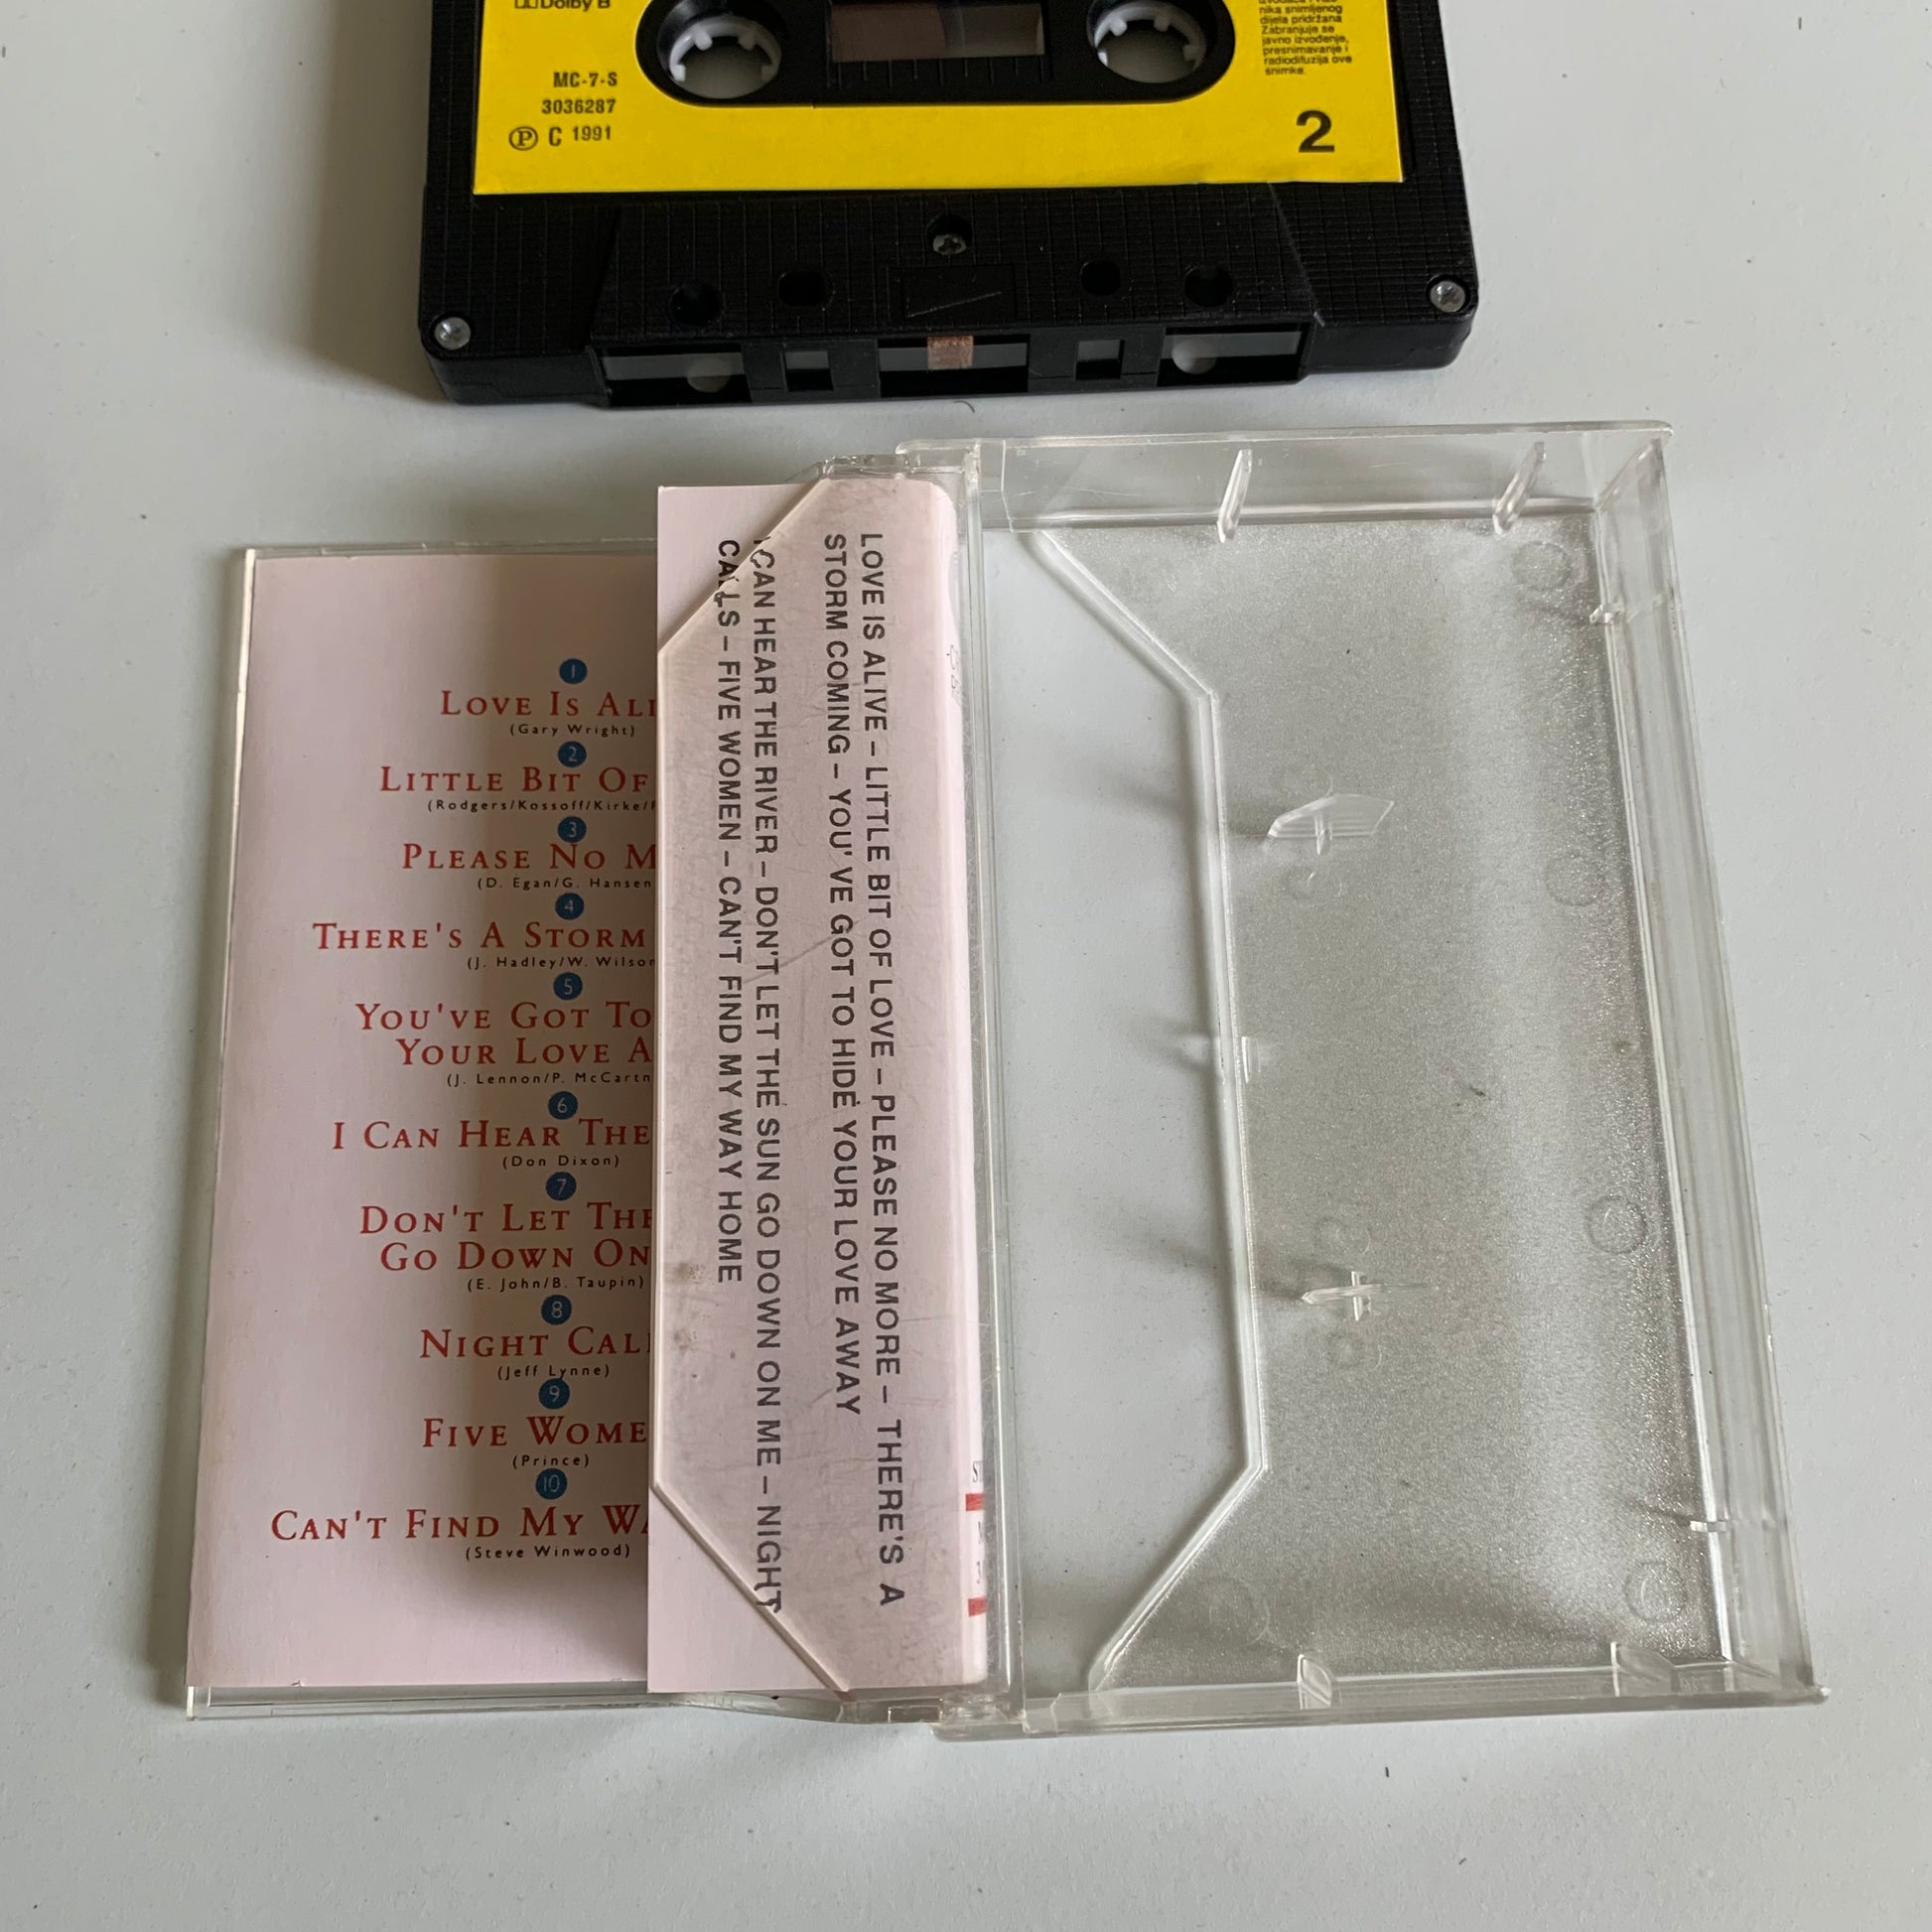 Dolby B
MC-7-S
3036287
Ⓟ C 1991
nika snimljenog
dijela pridržana
Zabranjuje se
javno izvođenje,
presnimavanje i
radiodifuzija ove
snimke.
2
1
LOVE IS ALI
(Gary Wright)
2
LITTLE BIT OF
(Rodgers/Kossoff/Kirke/
3
PLEASE NO M
(D. Egan/G. Hansen
4
THERE'S A STORM
(J. Hadley/W. Wilson
5
YOU'VE GOT TO
YOUR LOVE A
(J. Lennon/P. McCartn
6
I CAN HEAR THE
(Don Dixon)
7
DON'T LET THE
GO DOWN ON
(E. John/B. Taupin)
8
NIGHT CAL
(Jeff Lynne)
9
FIVE WOME
(Prince)
10
CAN'T FIND MY WA
(Steve Winwood)
LOVE IS ALIVE – LITTLE BIT OF LOVE – PLEASE NO MORE – THERE'S A
STORM COMING – YOU'VE GOT TO HIDE YOUR LOVE AWAY
I CAN HEAR THE RIVER – DON'T LET THE SUN GO DOWN ON ME – NIGHT
CALLS – FIVE WOMEN – CAN'T FIND MY WAY HOME